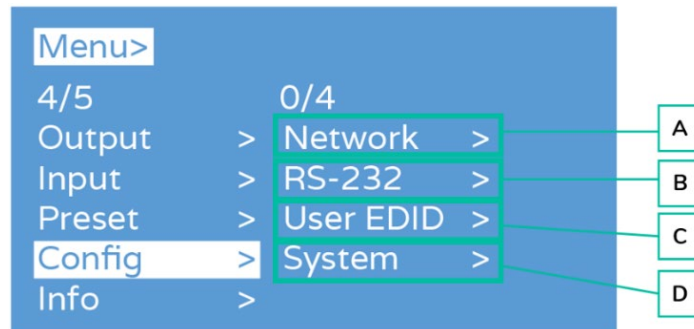 Menu>
4/5 0/4
Output > Network > A
Input > RS-232 > B
Preset > User EDID > C
Config > System > D
Info >